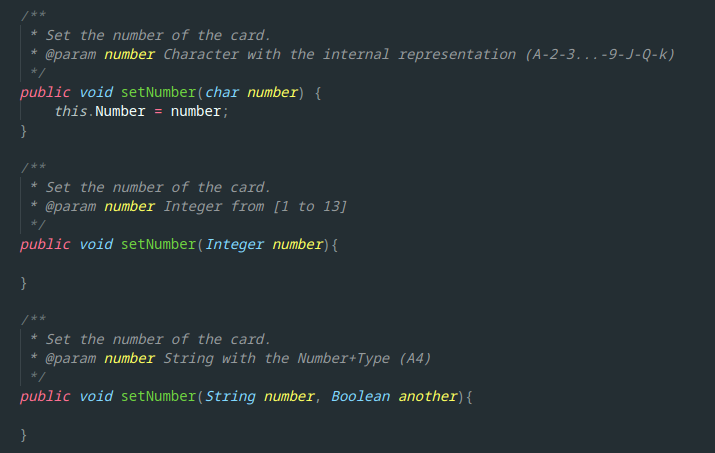 /**
* Set the number of the card.
* @param number Character with the internal representation (A-2-3...-9-J-Q-k)
*/
public void setNumber(char number) {
this.Number = number;
}
/**
* Set the number of the card.
* @param number Integer from [1 to 13]
*/
public void setNumber(Integer number){
}
/**
* Set the number of the card.
* @param number String with the Number+Type (A4)
*/
public void setNumber(String number, Boolean another){
}